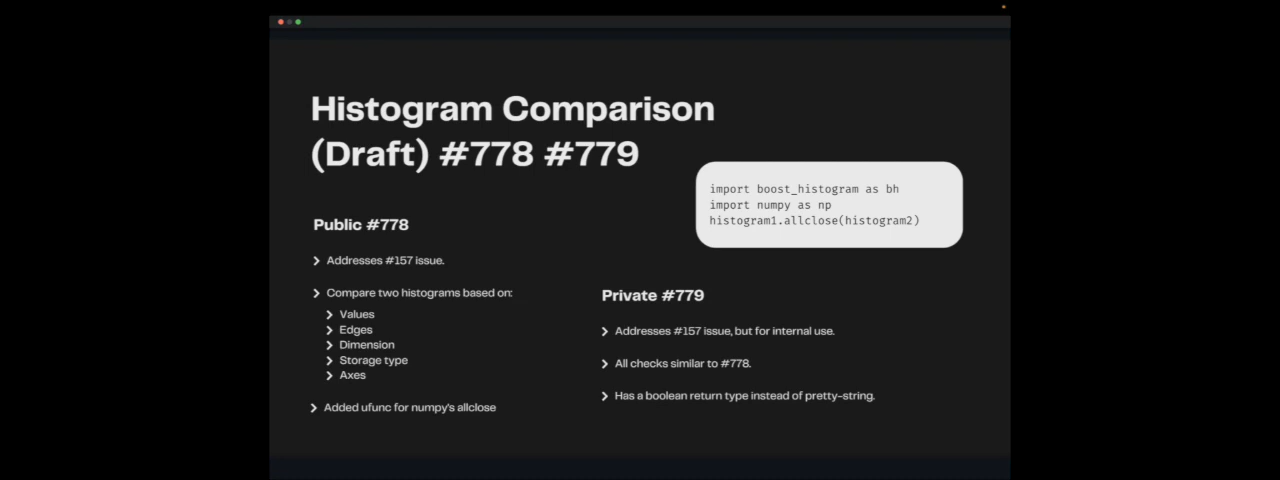 Histogram Comparison
(Draft) #778 #779
import boost_histogram as bh
import numpy as np
histogram1.allclose(histogram2)
Public #778
Addresses #157 issue.
Compare two histograms based on:
Values
Edges
Dimension
Storage type
Axes
Added ufunc for numpy's allclose
Private #779
Addresses #157 issue, but for internal use.
All checks similar to #778.
Has a boolean return type instead of pretty-string.